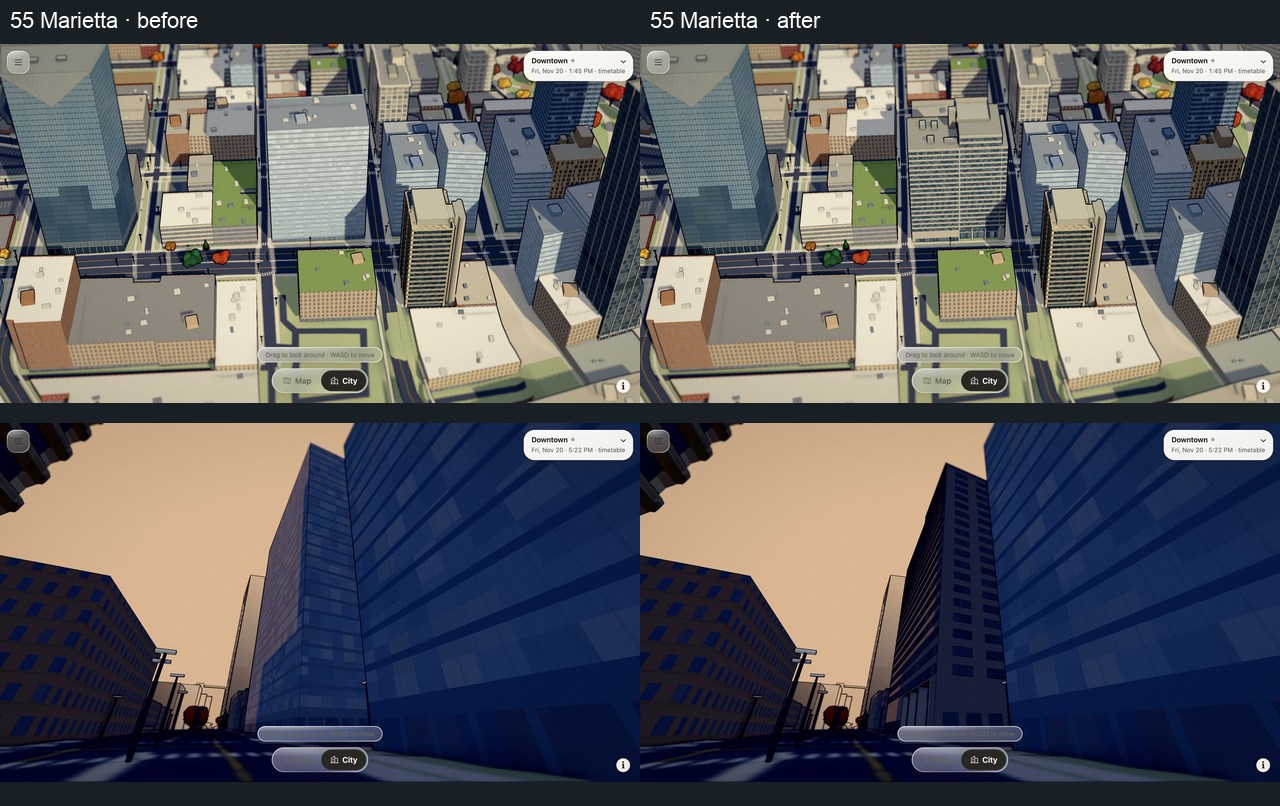 55 Marietta · before
55 Marietta · after
Downtown
Fri, Nov 20 · 1:45 PM · timetable
Downtown
Fri, Nov 20 · 1:45 PM · timetable
Drag to look around · WASD to move
Drag to look around · WASD to move
Map
City
Map
City
Downtown
Fri, Nov 20 · 5:22 PM · timetable
Downtown
Fri, Nov 20 · 5:22 PM · timetable
City
City